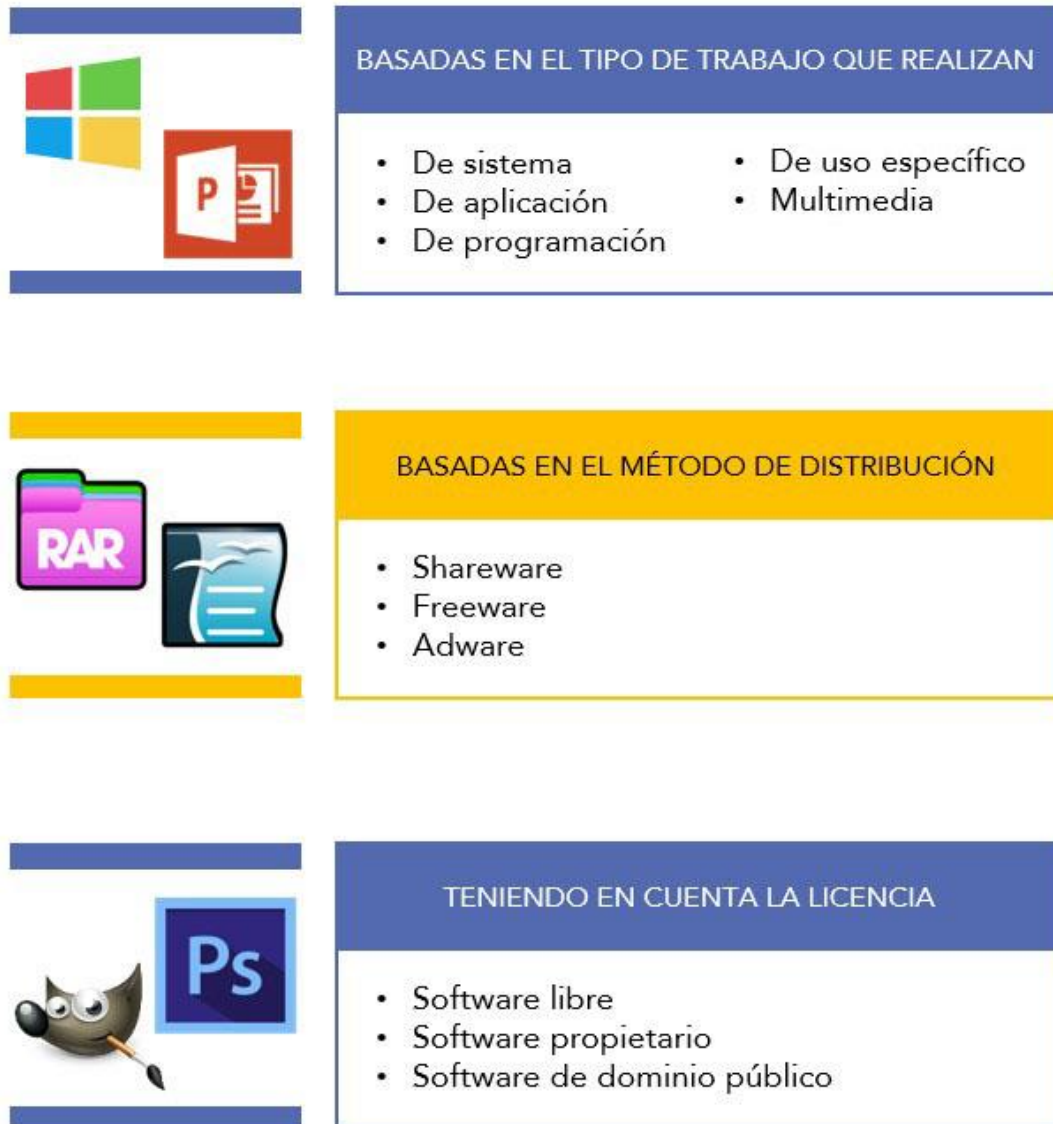 BASADAS EN EL TIPO DE TRABAJO QUE REALIZAN
P
• De sistema
• De aplicación
• De programación
• De uso específico
• Multimedia
BASADAS EN EL MÉTODO DE DISTRIBUCIÓN
RAR
• Shareware
• Freeware
• Adware
TENIENDO EN CUENTA LA LICENCIA
Ps
• Software libre
• Software propietario
• Software de dominio público